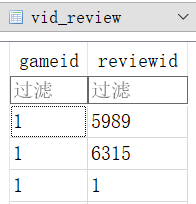 vid_review
gameid reviewid
过滤 过滤
1 5989
1 6315
1 1